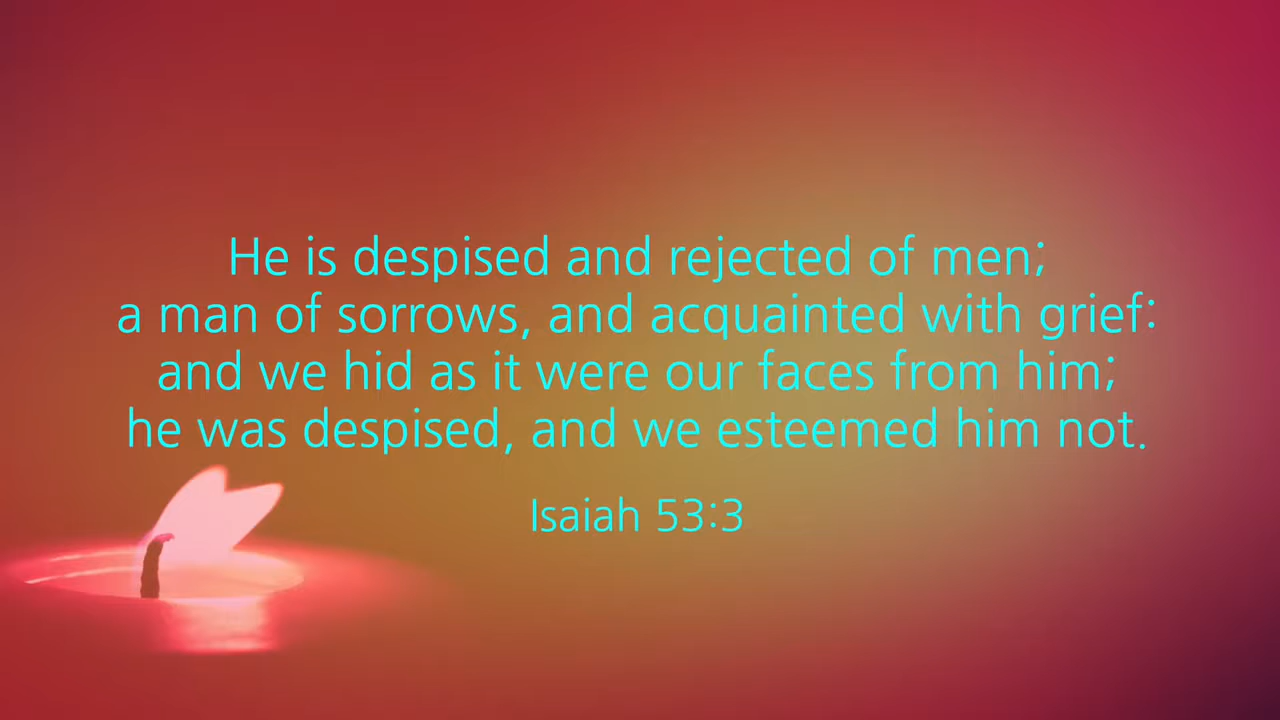 He is despised and rejected of men;
a man of sorrows, and acquainted with grief:
and we hid as it were our faces from him;
he was despised, and we esteemed him not.
Isaiah 53:3